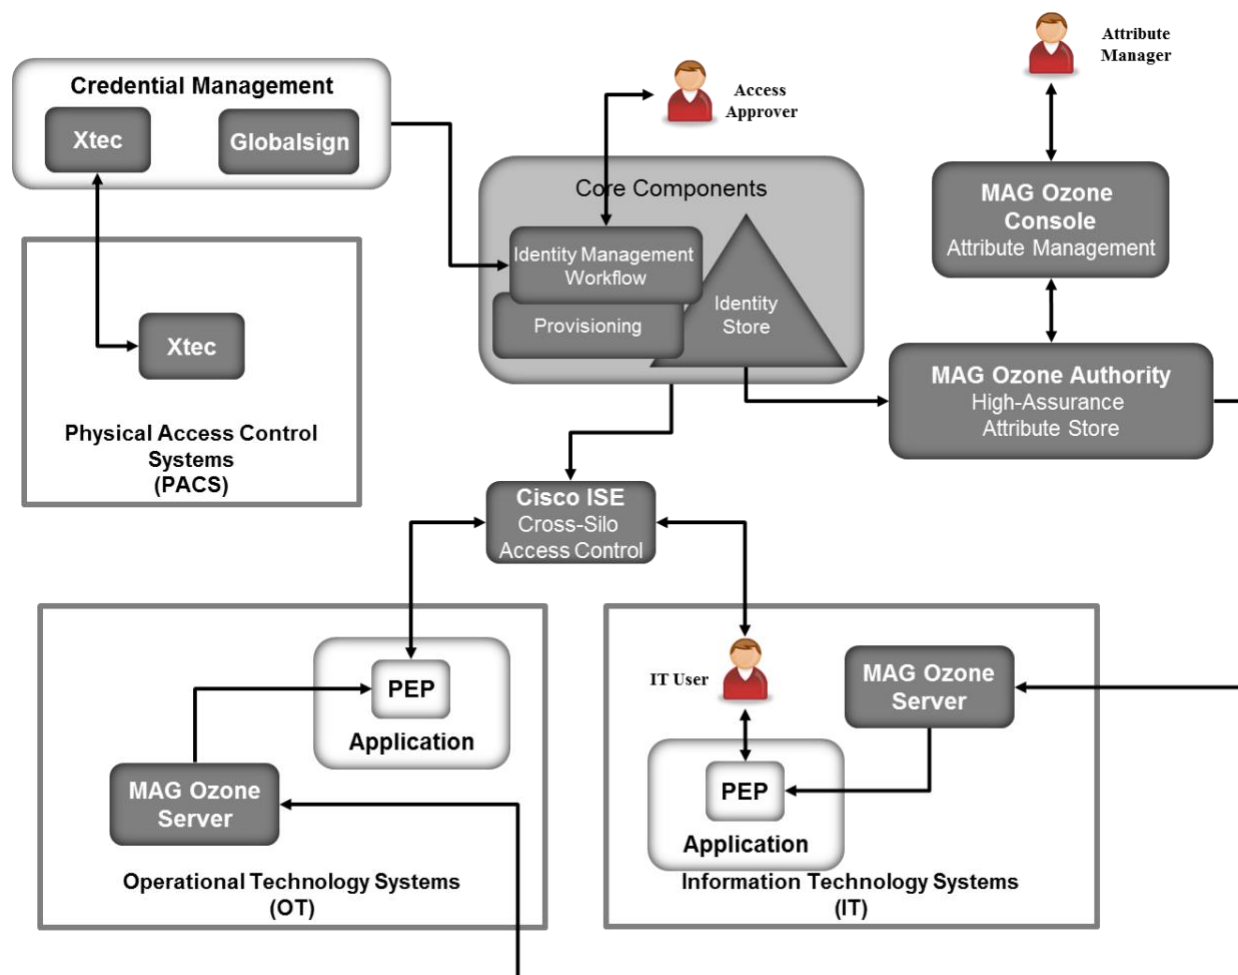 Attribute
Manager
Credential Management
Xtec
Globalsign
Access
Approver
Core Components
Identity Management
Workflow
Provisioning
Identity
Store
MAG Ozone
Console
Attribute Management
Xtec
Physical Access Control
Systems
(PACS)
MAG Ozone Authority
High-Assurance
Attribute Store
Cisco ISE
Cross-Silo
Access Control
PEP
Application
MAG Ozone
Server
Operational Technology Systems
(OT)
IT User
MAG Ozone
Server
PEP
Application
Information Technology Systems
(IT)